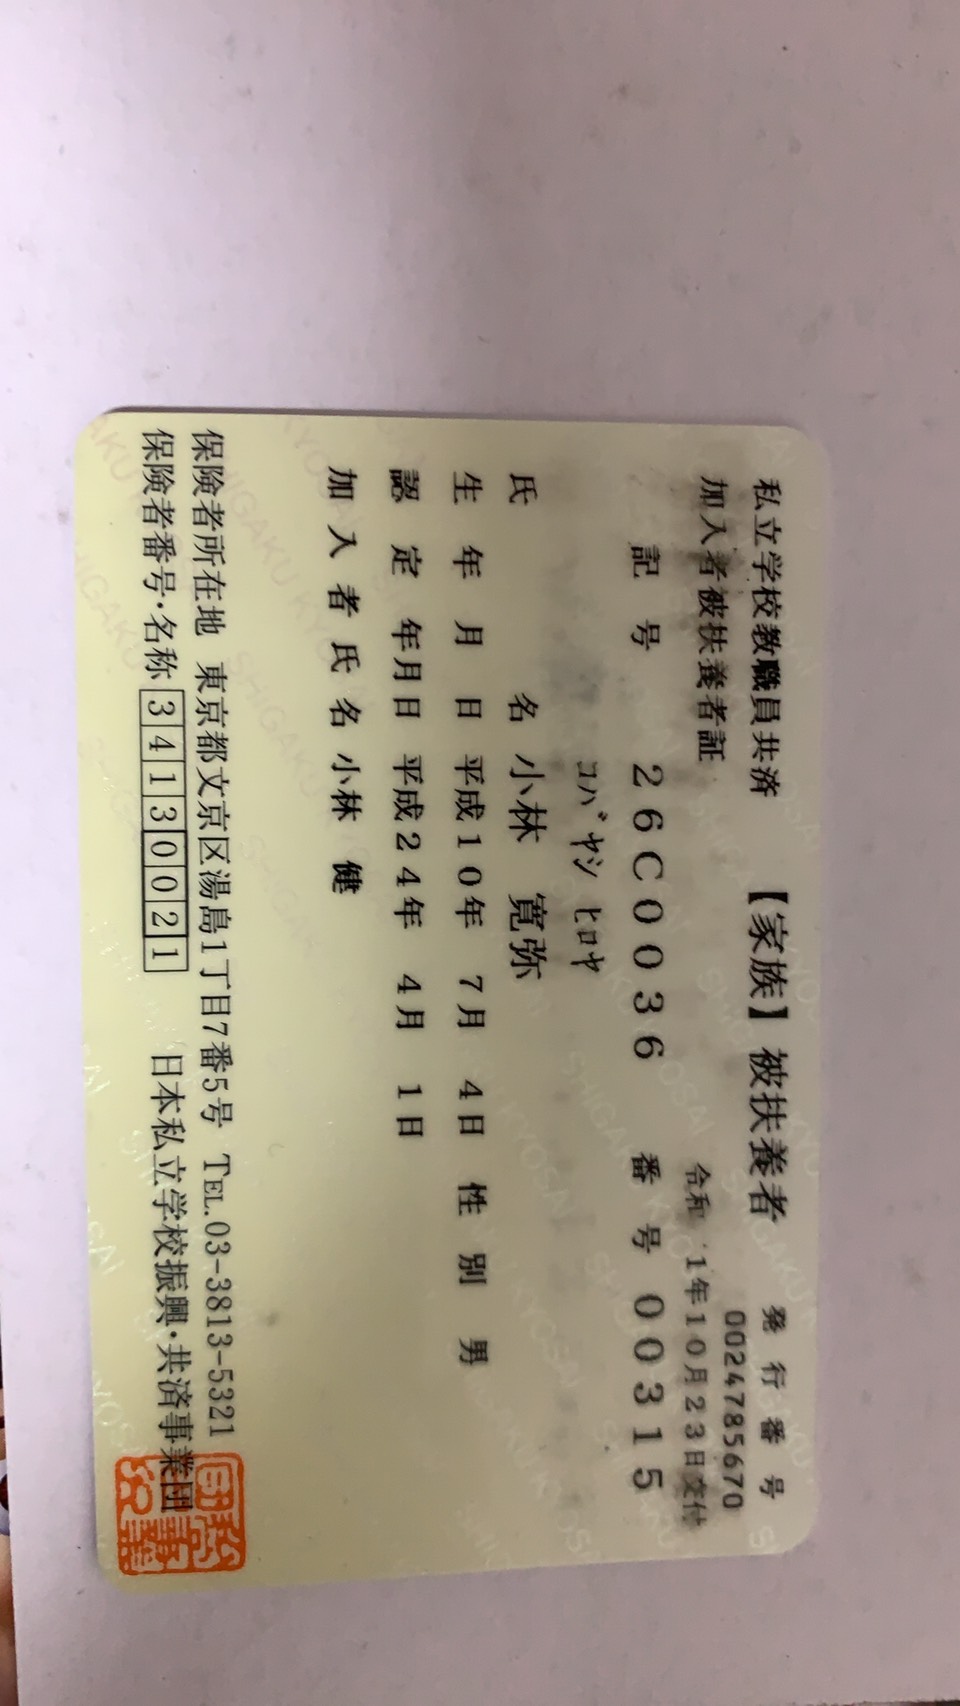 私立学校教職員共済 【家族】被扶養者 発行番号
加入者被扶養者証 0024785670
令和 1年10月23日交付
記号 26C0036 番号 00315
コバヤシ ヒロヤ
氏名 小林 寛弥
生年月日 平成10年 7月 4日 性別 男
認定年月日 平成24年 4月 1日
加入者氏名 小林 健
保険者所在地 東京都文京区湯島1丁目7番5号 TEL.03-3813-5321
保険者番号・名称 34130021 日本私立学校振興・共済事業団